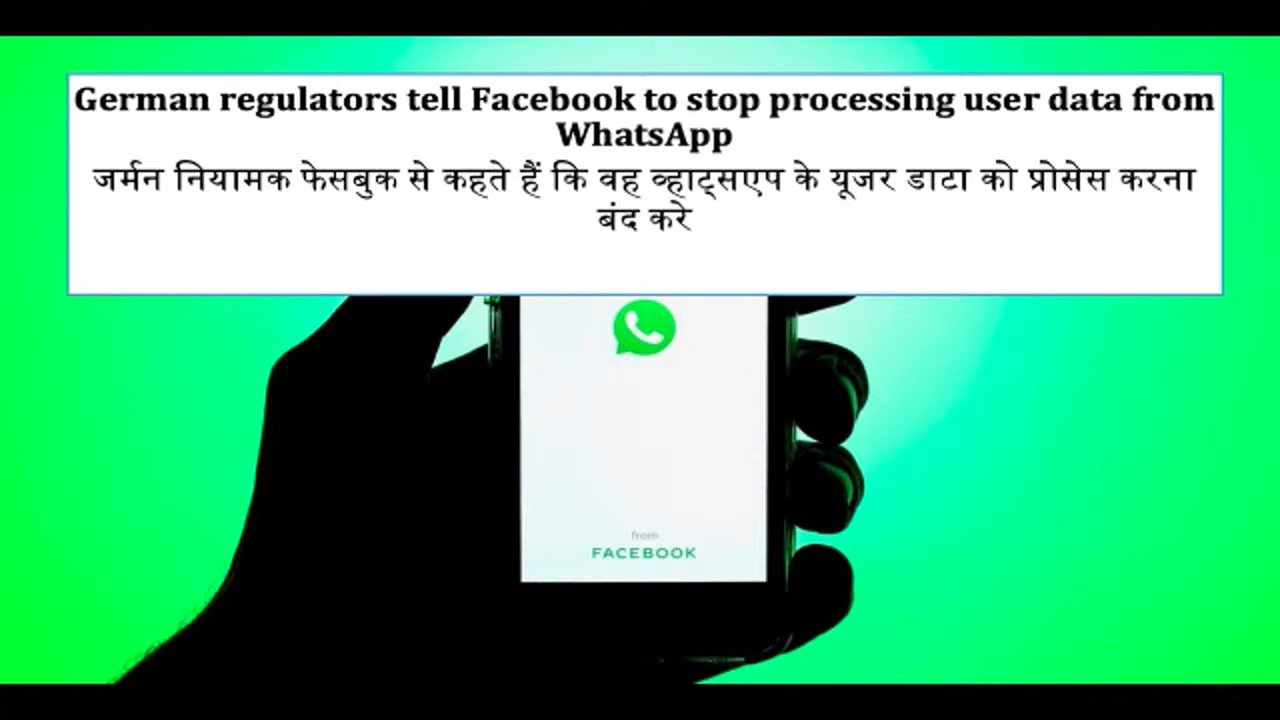 German regulators tell Facebook to stop processing user data from
WhatsApp
जर्मन नियामक फेसबुक से कहते हैं कि वह व्हाट्सएप के यूजर डाटा को प्रोसेस करना
बंद करे
from
FACEBOOK